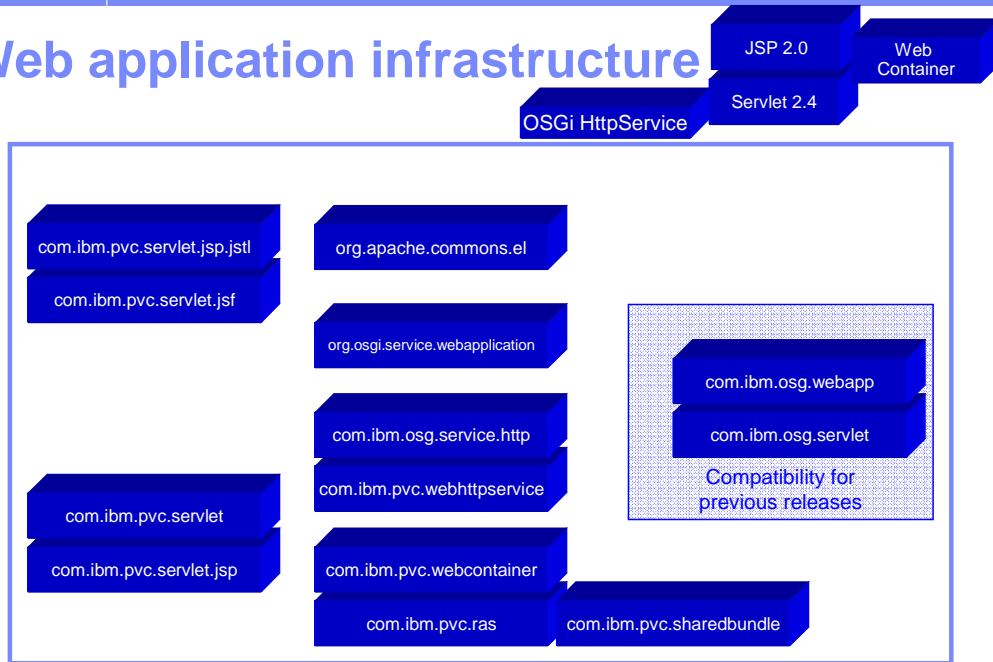 Web application infrastructure
JSP 2.0
Web
Container
Servlet 2.4
OSGi HttpService
com.ibm.pvc.servlet.jsp.jstl
org.apache.commons.el
com.ibm.pvc.servlet.jsf
org.osgi.service.webapplication
com.ibm.osg.webapp
com.ibm.osg.service.http
com.ibm.osg.servlet
com.ibm.pvc.webhttpservice
Compatibility for
previous releases
com.ibm.pvc.servlet
com.ibm.pvc.servlet.jsp
com.ibm.pvc.webcontainer
com.ibm.pvc.ras
com.ibm.pvc.sharedbundle